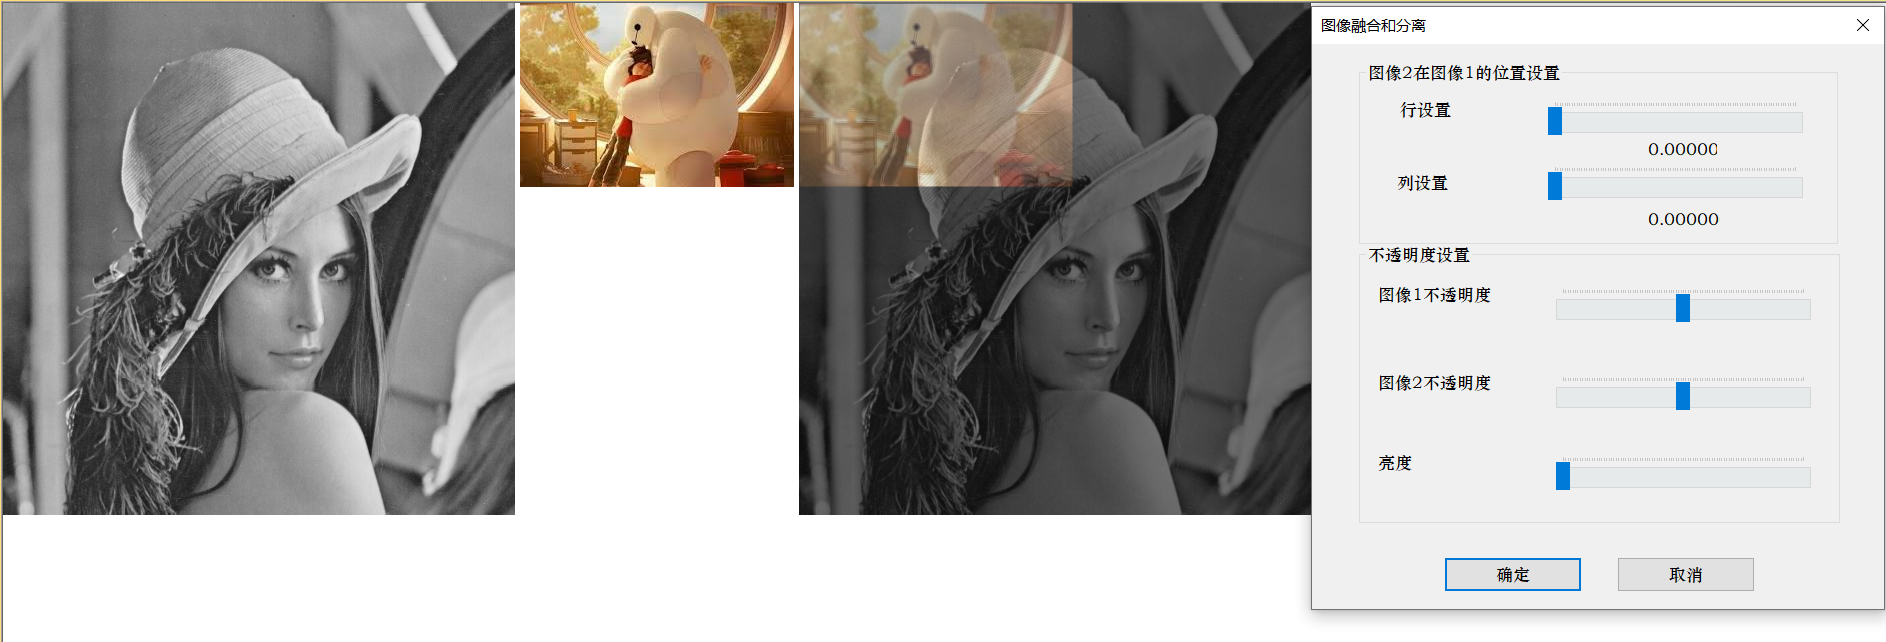 图像融合和分离
图像2在图像1的位置设置
行设置
0.00000
列设置
0.00000
不透明度设置
图像1不透明度
图像2不透明度
亮度
确定
取消